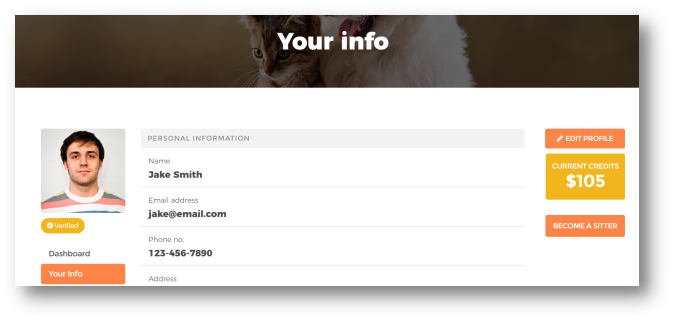 Your info
Verified
Dashboard
Your Info
PERSONAL INFORMATION
Name
Jake Smith
Email address
jake@email.com
Phone no.
123-456-7890
Address
EDIT PROFILE
CURRENT CREDITS
$105
BECOME A SITTER